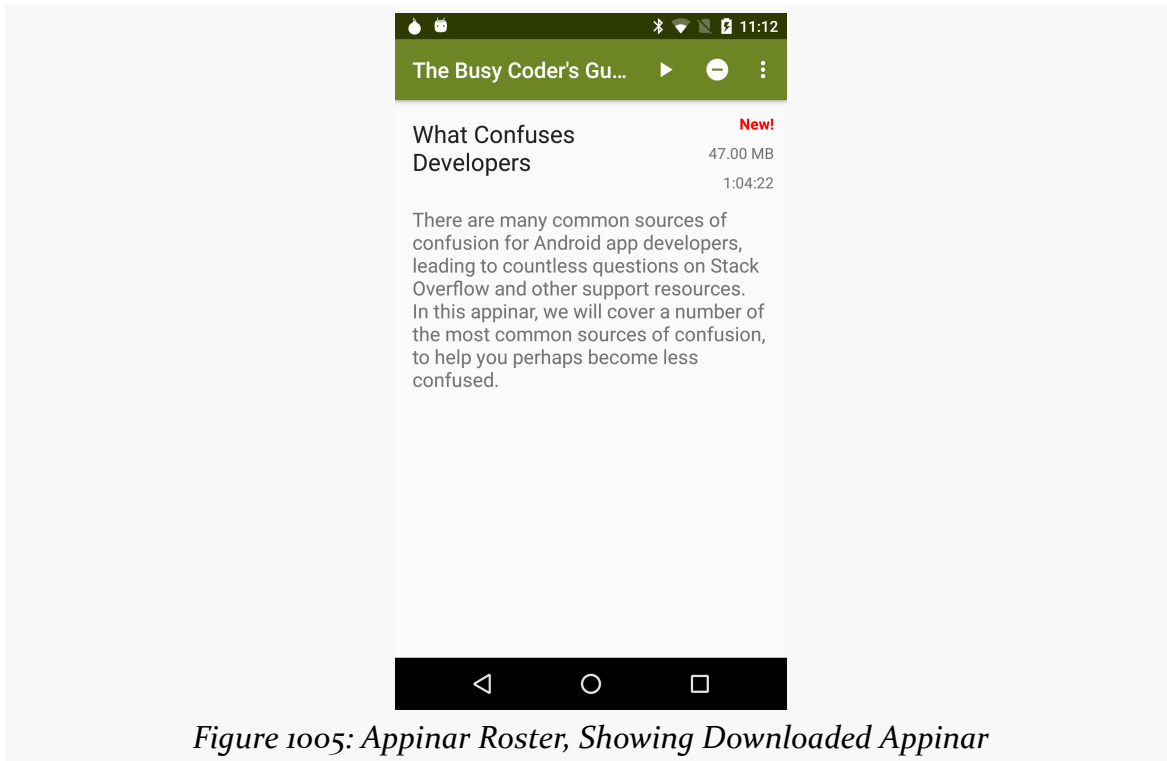 11:12
The Busy Coder's Gu...
What Confuses
Developers
New!
47.00 MB
1:04:22
There are many common sources of
confusion for Android app developers,
leading to countless questions on Stack
Overflow and other support resources.
In this appinar, we will cover a number of
the most common sources of confusion,
to help you perhaps become less
confused.
Figure 1005: Appinar Roster, Showing Downloaded Appinar